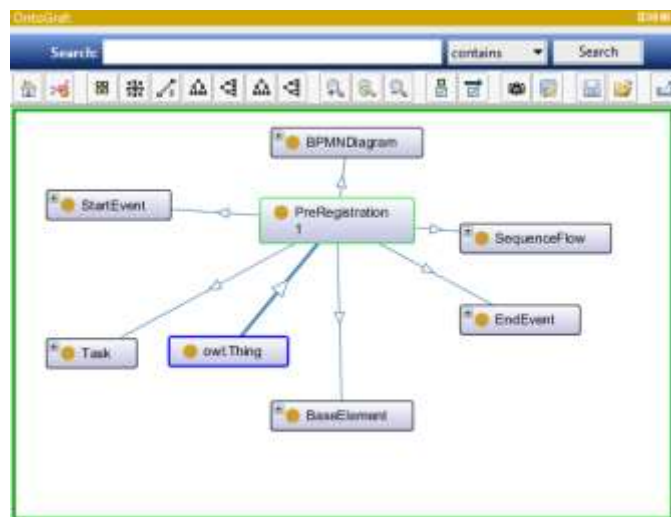 OntoGraf:
Search:
contains
Search
BPMNDiagram
StartEvent
PreRegistration
1
SequenceFlow
EndEvent
Task
owl:Thing
BaseElement